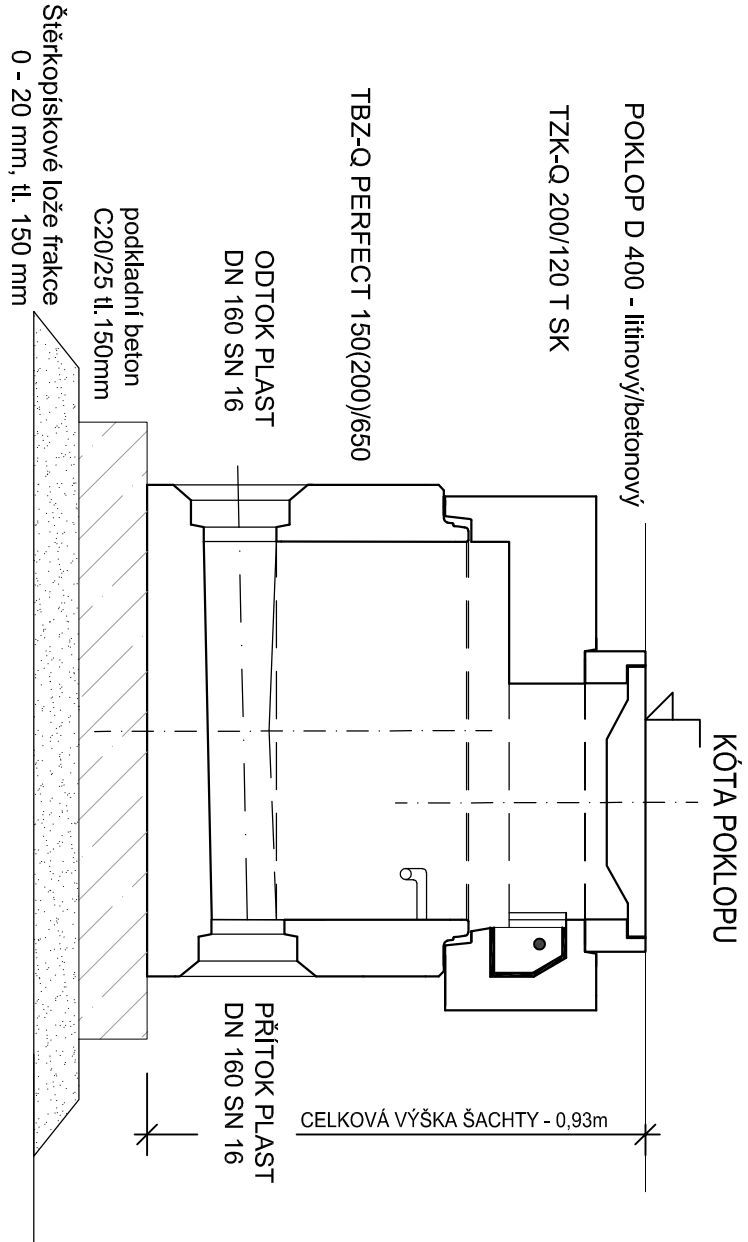 KÓTA POKLOPU
POKLOP D 400 - litinový/betonový
TZK-Q 200/120 T SK
TBZ-Q PERFECT 150(200)/650
ODTOK PLAST
DN 160 SN 16
PŘÍTOK PLAST
DN 160 SN 16
CELKOVÁ VÝŠKA ŠACHTY - 0,93m
podkladní beton
C20/25 tl.150mm
Štěrkopískové lože frakce
0 - 20 mm, tl. 150 mm